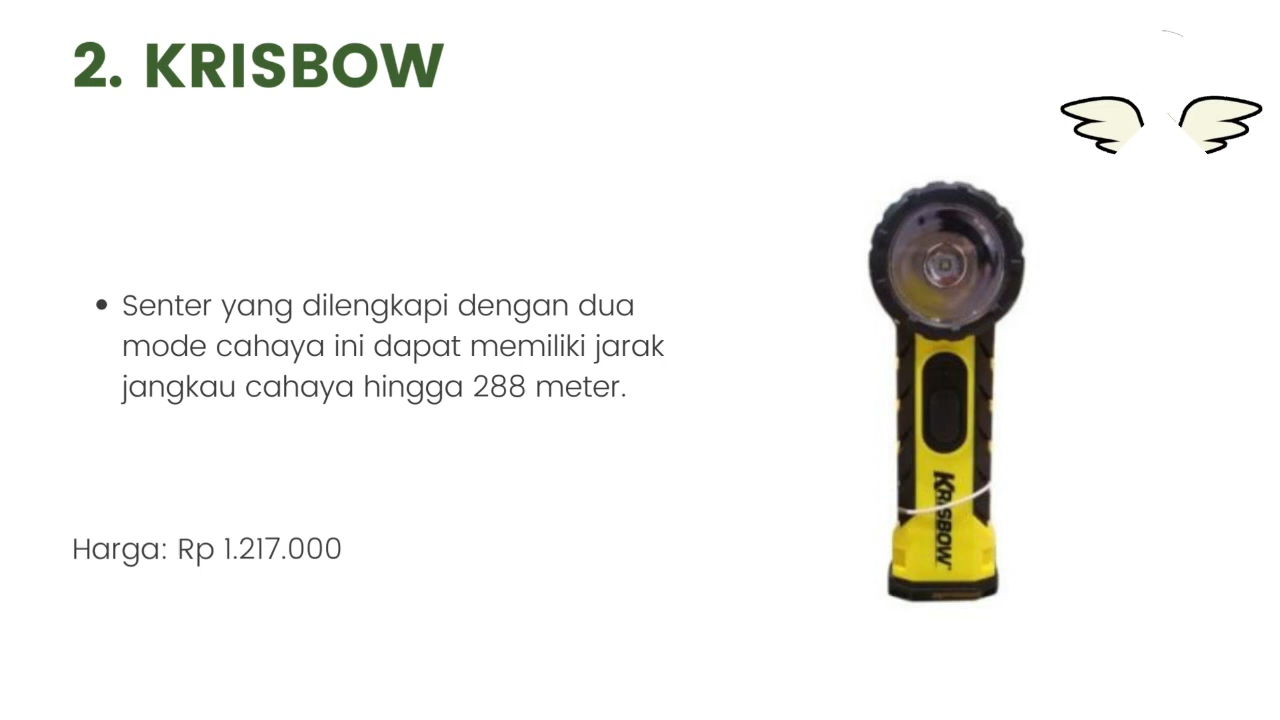 2. KRISBOW
• Senter yang dilengkapi dengan dua
mode cahaya ini dapat memiliki jarak
jangkau cahaya hingga 288 meter.
Harga: Rp 1.217.000
KRISBOW